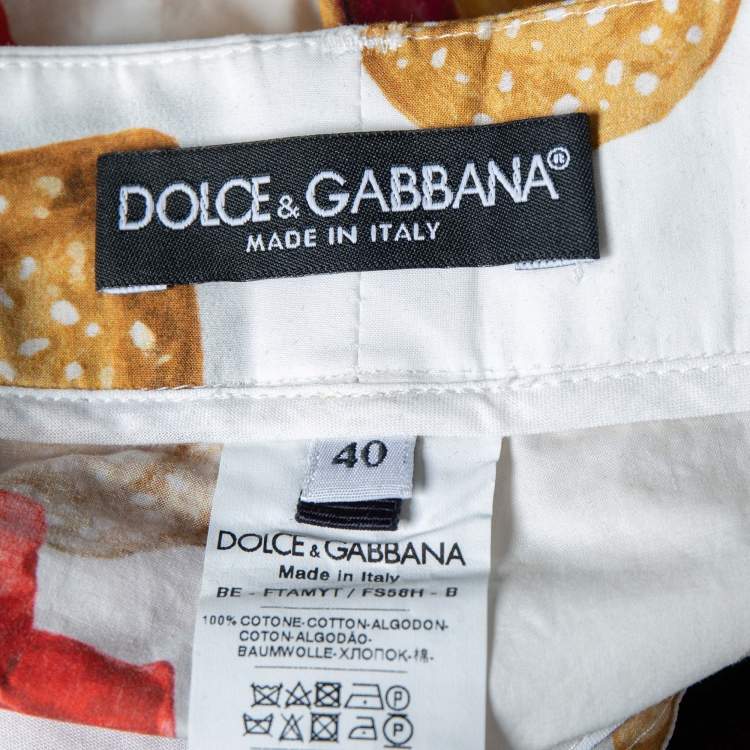 DOLCE & GABBANA®
MADE IN ITALY
40
DOLCE & GABBANA
Made in Italy
BE - FTAMYT / FS58H - B
100% COTONE-COTTON-ALGODON-
COTON-ALGODÃO-
BAUMWOLLE-ХЛОПОК-棉-
P
P